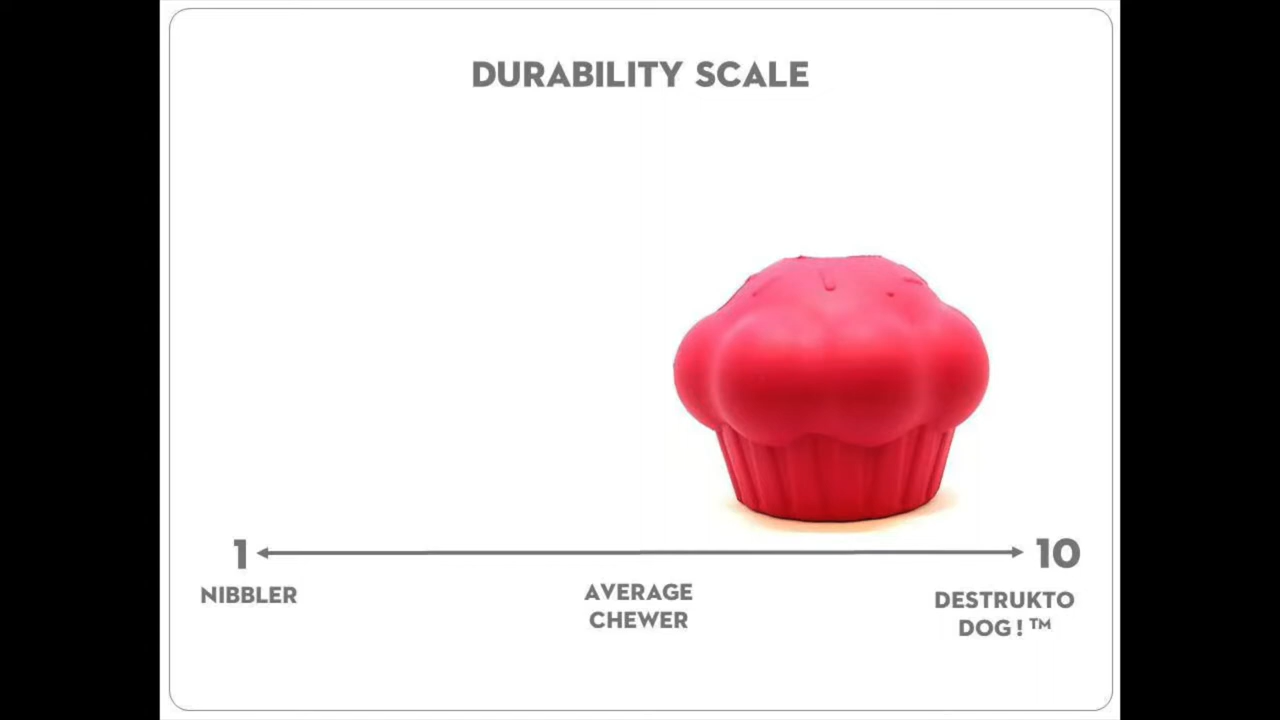 DURABILITY SCALE
1
10
NIBBLER
AVERAGE
CHEWER
DESTRUKTO
DOG!™